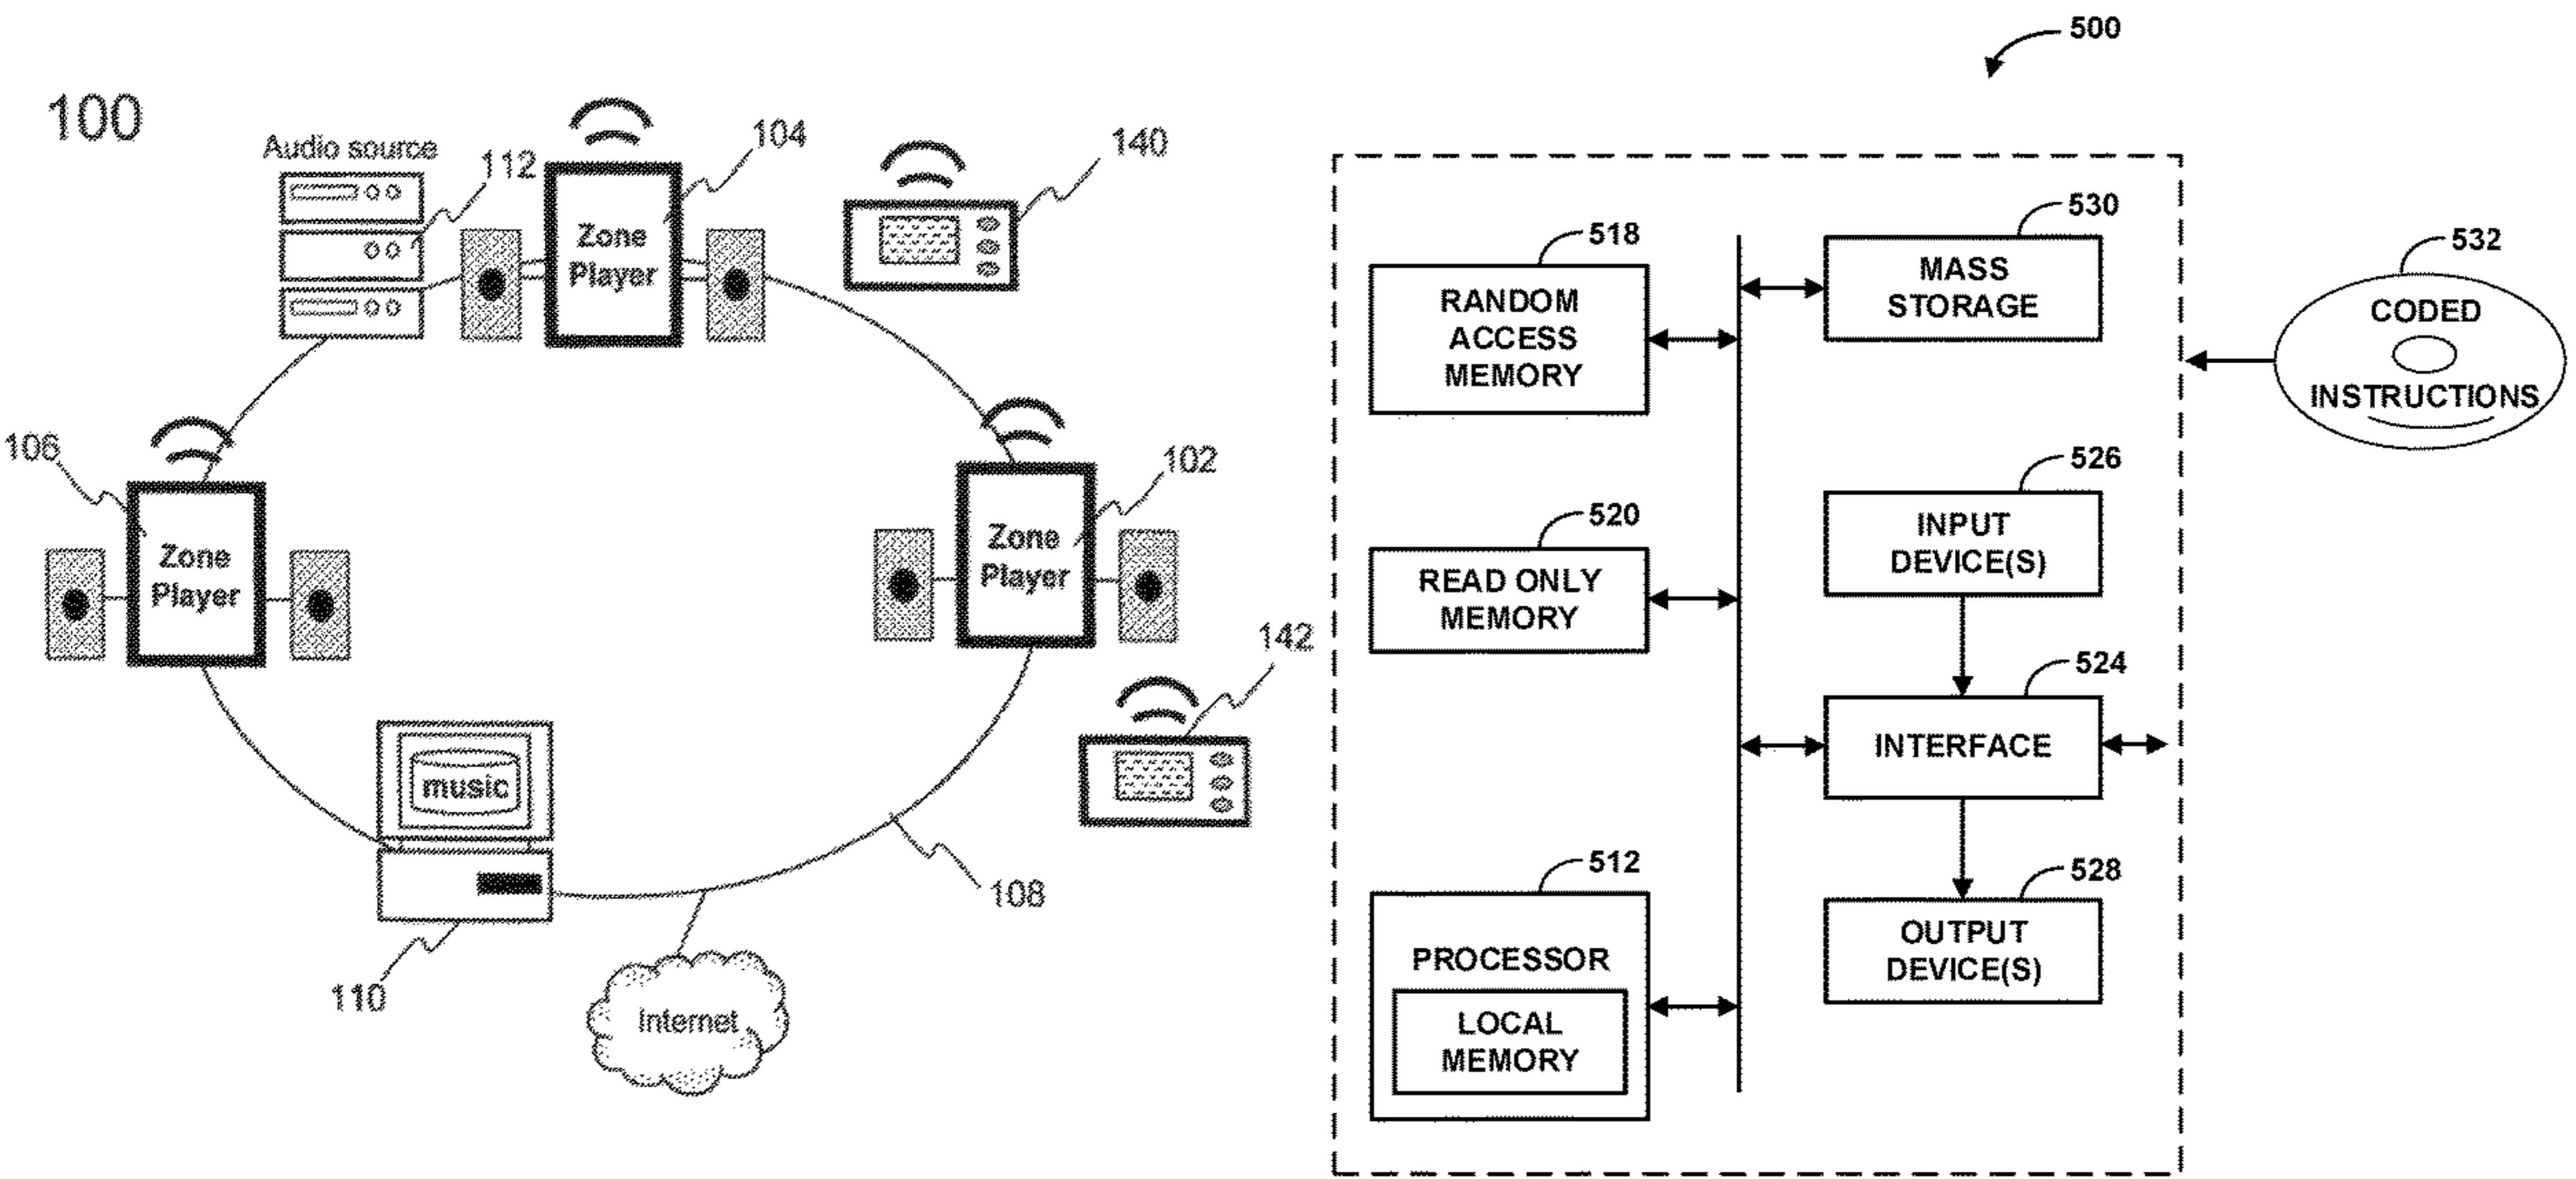 100
Audio source
112
104
140
Zone
Player
106
Zone
Player
102
Zone
Player
142
music
108
110
Internet
500
518
RANDOM
ACCESS
MEMORY
530
MASS
STORAGE
532
CODED
INSTRUCTIONS
520
READ ONLY
MEMORY
526
INPUT
DEVICE(S)
524
INTERFACE
512
PROCESSOR
LOCAL
MEMORY
528
OUTPUT
DEVICE(S)